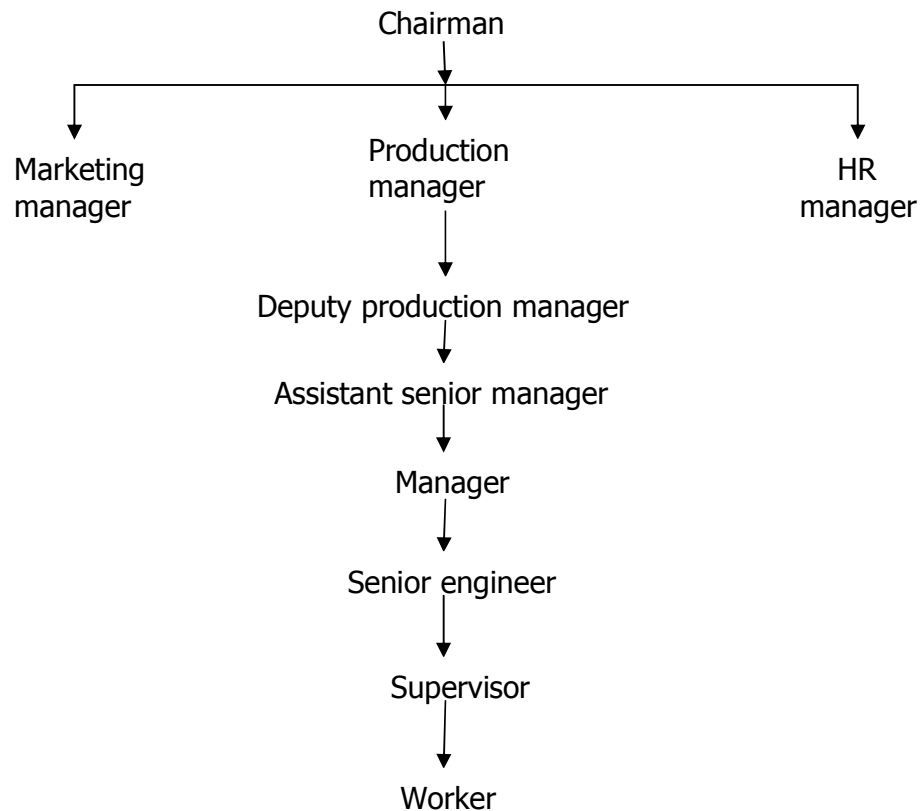 Chairman
Marketing
manager
Production
manager
HR
manager
Deputy production manager
Assistant senior manager
Manager
Senior engineer
Supervisor
Worker